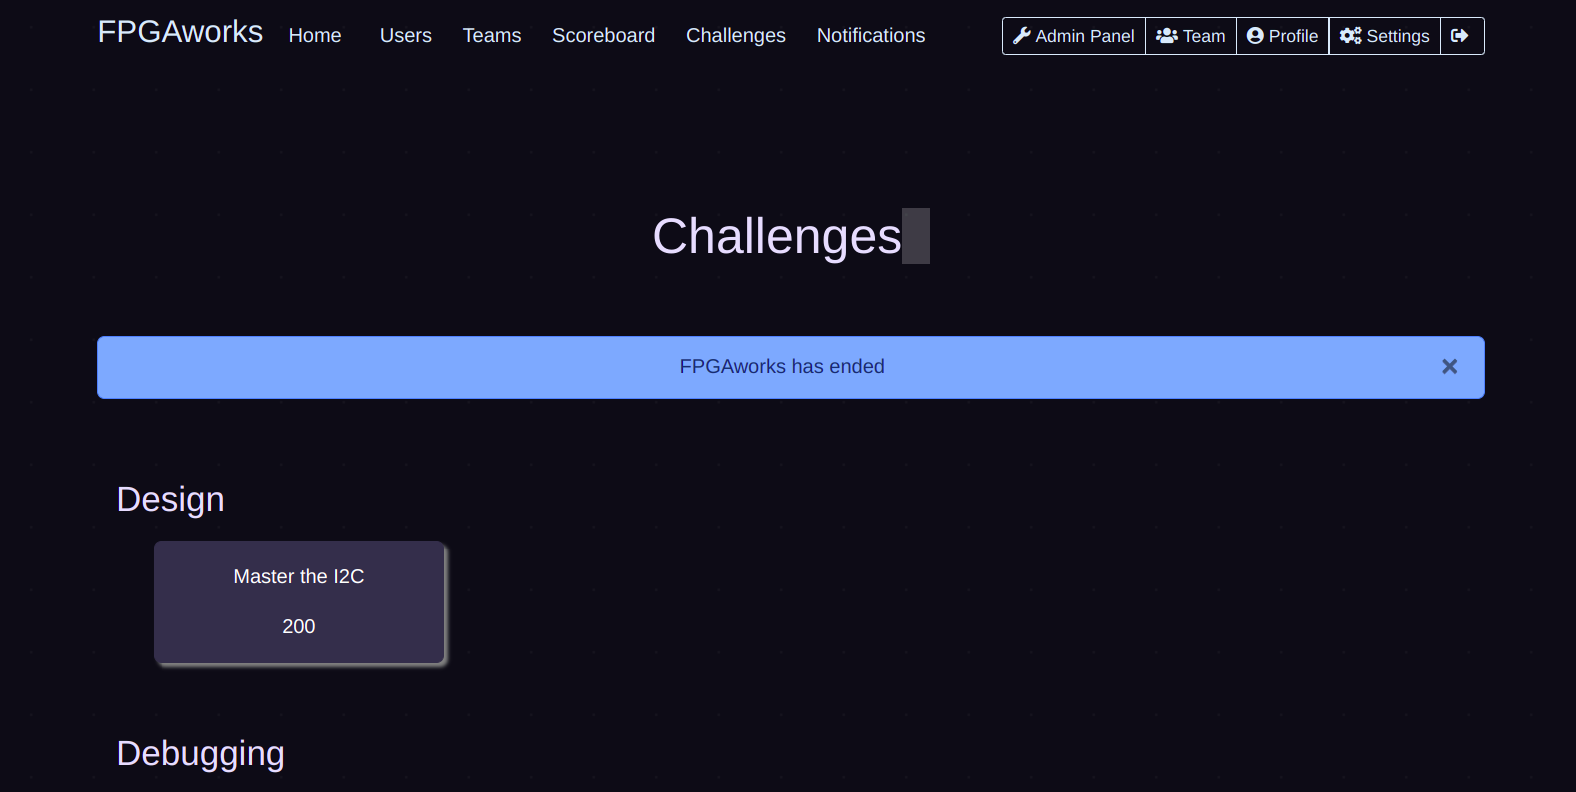 FPGAworks Home Users Teams Scoreboard Challenges Notifications Admin Panel Team Profile Settings
Challenges
FPGAworks has ended
Design
Master the I2C
200
Debugging